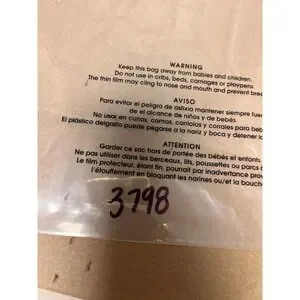 WARNING
Keep this bag away from babies and children.
Do not use in cribs, beds, carriages or playpens.
The thin film may cling to nose and mouth and prevent
AVISO
Para evitar el peligro de asfixia mantener siempre
de el alcance de niños y de bebés.
No usar en cunas, camas, carriolas y corrales para
El plástico delgado puede pegarse a la nariz y boca y detener
ATTENTION
Garder ce sac hors de portée des bébés et enfants.
Ne pas utiliser dans les berceaux, lits, poussettes ou parcs
Le film protecteur, étant fin, pourrait par inadvertance
l'étouffement en bloquant les narines ou/et la bouche
3798